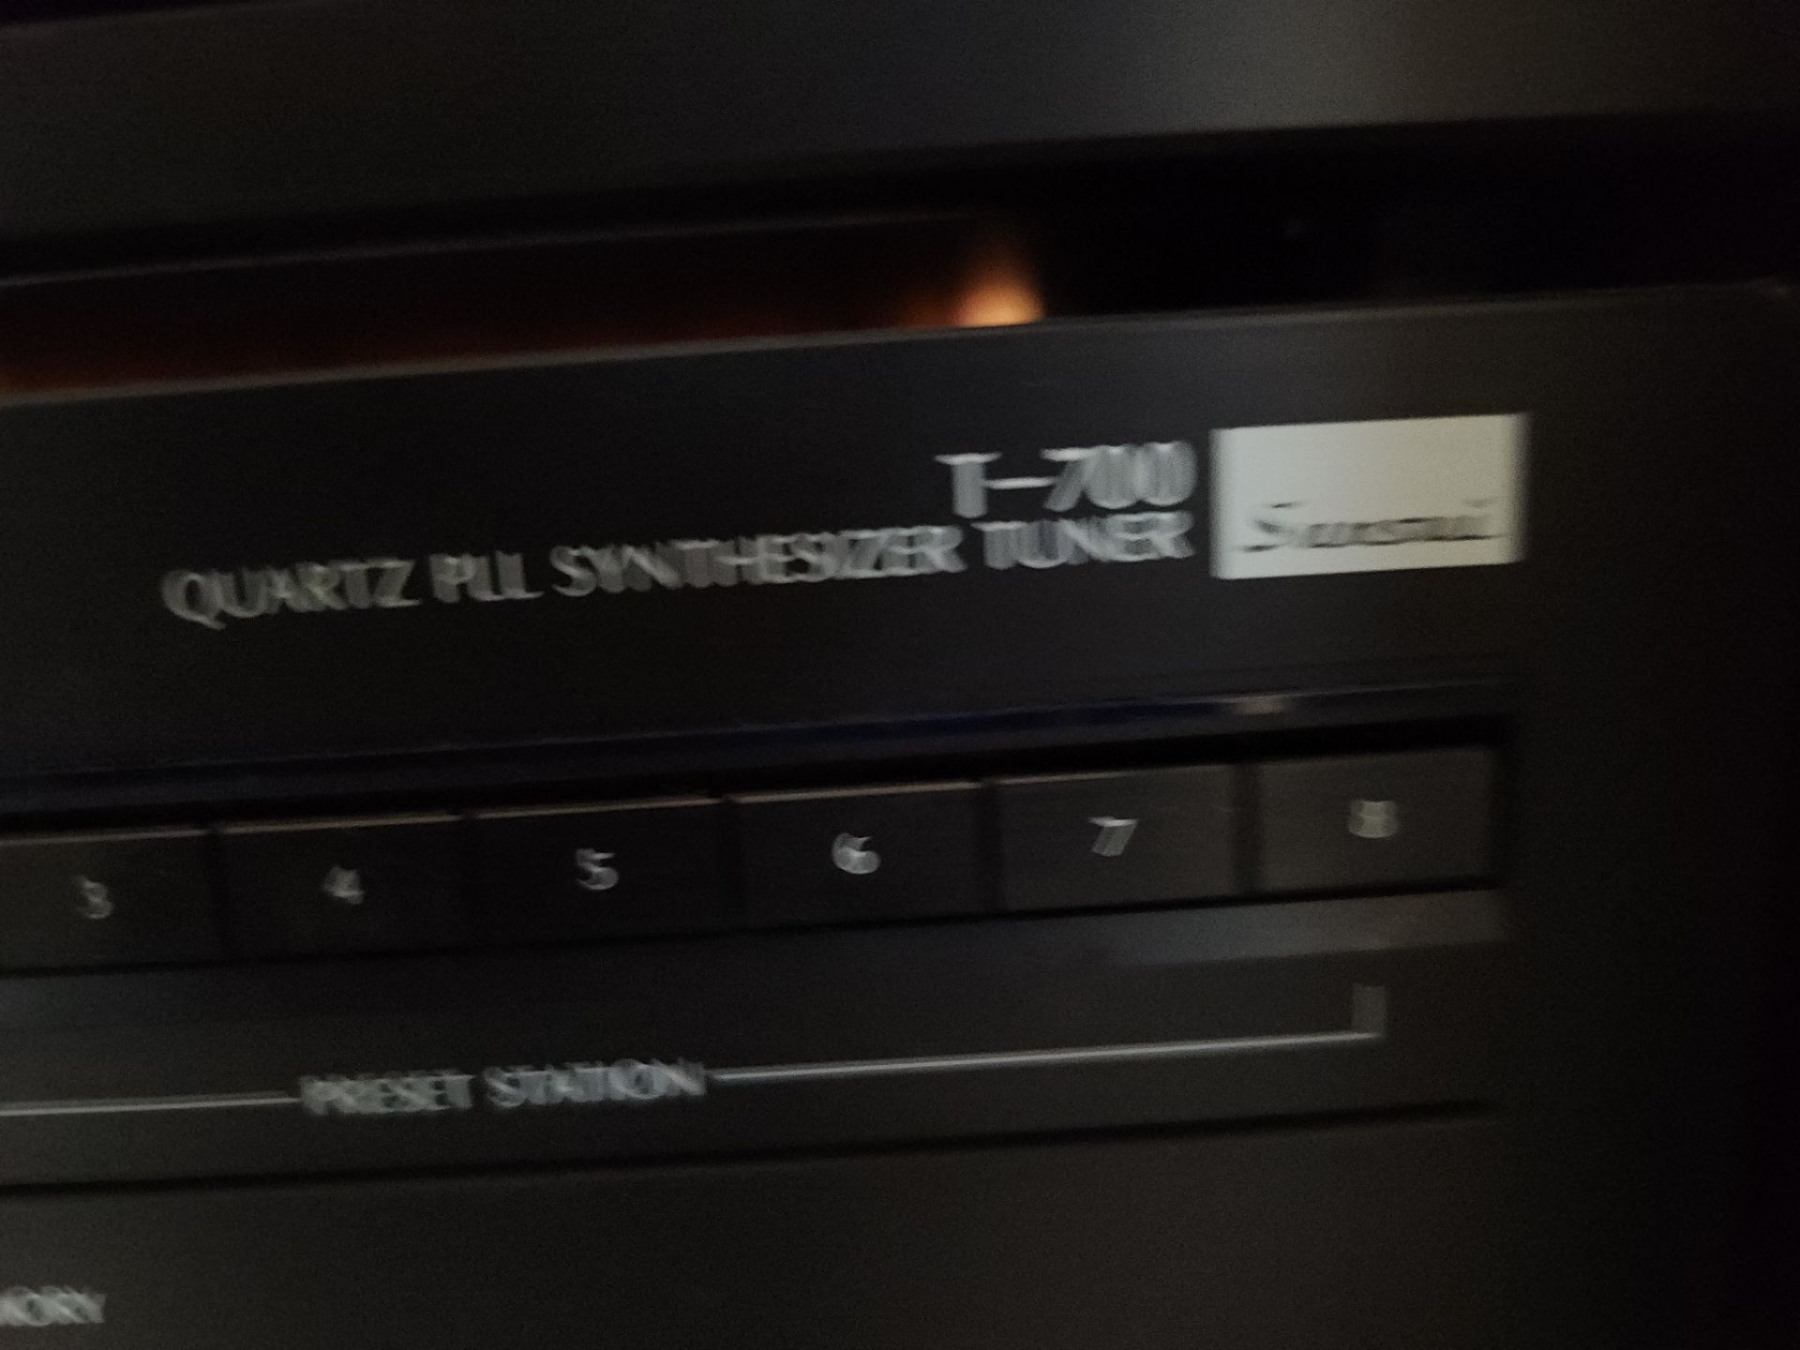 T-700
QUARTZ PLL SYNTHESIZER TUNER
Sansui
3 4 5 6 7 8
PRESET STATION